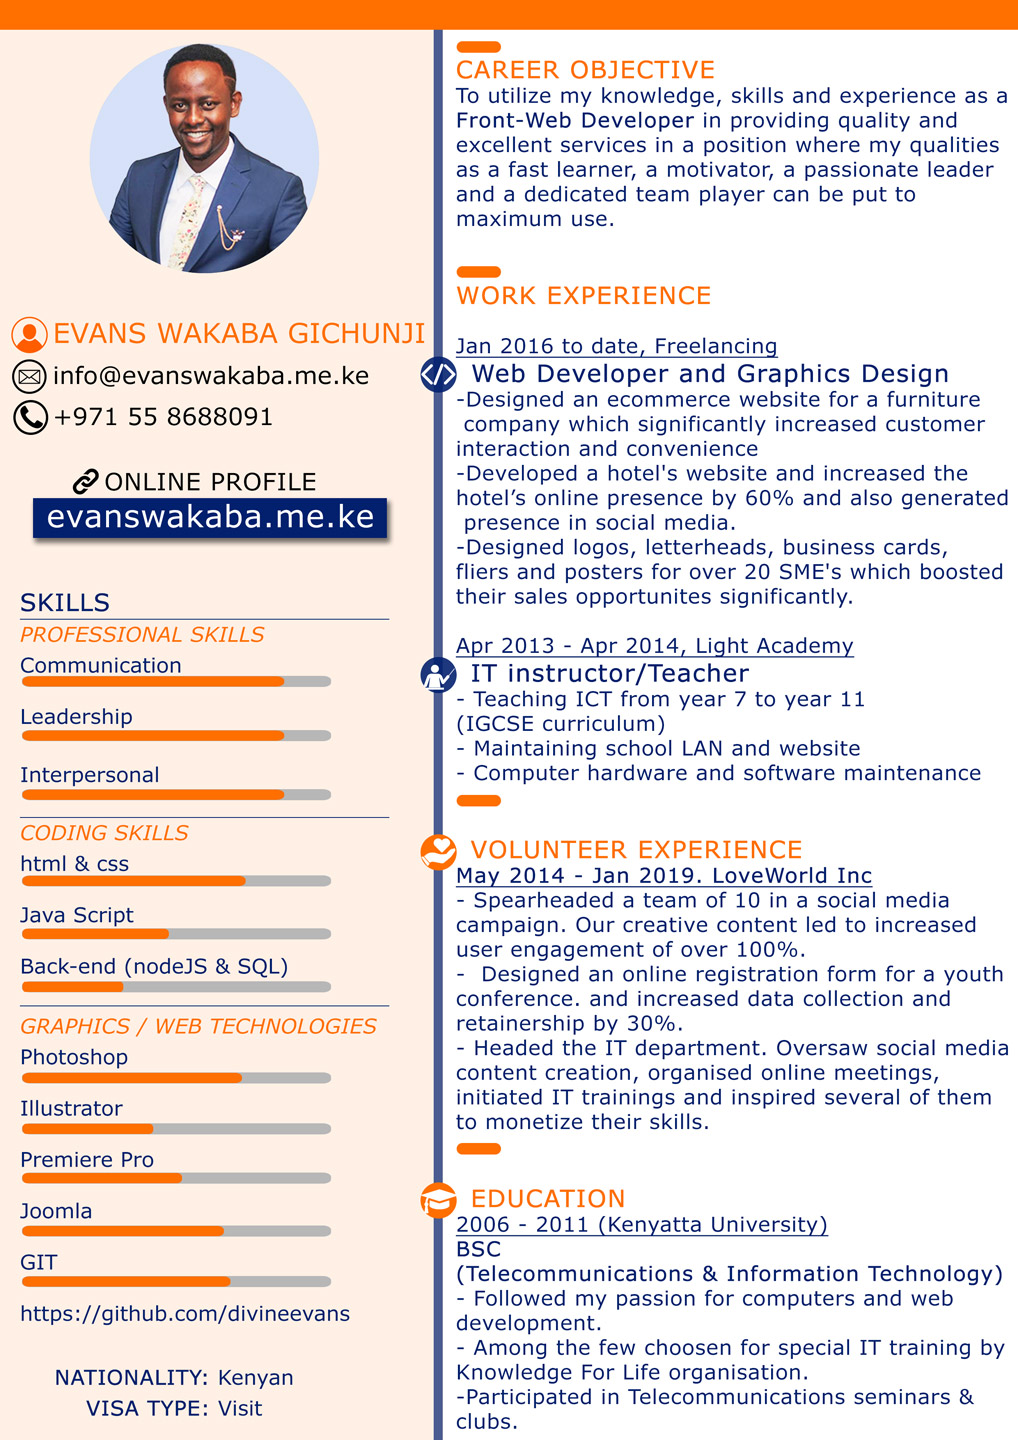 EVANS WAKABA GICHUNJI
info@evanswakaba.me.ke
+971 55 8688091
ONLINE PROFILE
evanswakaba.me.ke
SKILLS
PROFESSIONAL SKILLS
Communication
Leadership
Interpersonal
CODING SKILLS
html & css
Java Script
Back-end (nodeJS & SQL)
GRAPHICS / WEB TECHNOLOGIES
Photoshop
Illustrator
Premiere Pro
Joomla
GIT
https://github.com/divineevans
NATIONALITY: Kenyan
VISA TYPE: Visit
CAREER OBJECTIVE
To utilize my knowledge, skills and experience as a
Front-Web Developer in providing quality and
excellent services in a position where my qualities
as a fast learner, a motivator, a passionate leader
and a dedicated team player can be put to
maximum use.
WORK EXPERIENCE
Jan 2016 to date, Freelancing
Web Developer and Graphics Design
-Designed an ecommerce website for a furniture
company which significantly increased customer
interaction and convenience
-Developed a hotel's website and increased the
hotel’s online presence by 60% and also generated
presence in social media.
-Designed logos, letterheads, business cards,
fliers and posters for over 20 SME's which boosted
their sales opportunites significantly.
Apr 2013 - Apr 2014, Light Academy
IT instructor/Teacher
- Teaching ICT from year 7 to year 11
(IGCSE curriculum)
- Maintaining school LAN and website
- Computer hardware and software maintenance
VOLUNTEER EXPERIENCE
May 2014 - Jan 2019. LoveWorld Inc
- Spearheaded a team of 10 in a social media
campaign. Our creative content led to increased
user engagement of over 100%.
- Designed an online registration form for a youth
conference. and increased data collection and
retainership by 30%.
- Headed the IT department. Oversaw social media
content creation, organised online meetings,
initiated IT trainings and inspired several of them
to monetize their skills.
EDUCATION
2006 - 2011 (Kenyatta University)
BSC
(Telecommunications & Information Technology)
- Followed my passion for computers and web
development.
- Among the few choosen for special IT training by
Knowledge For Life organisation.
-Participated in Telecommunications seminars &
clubs.